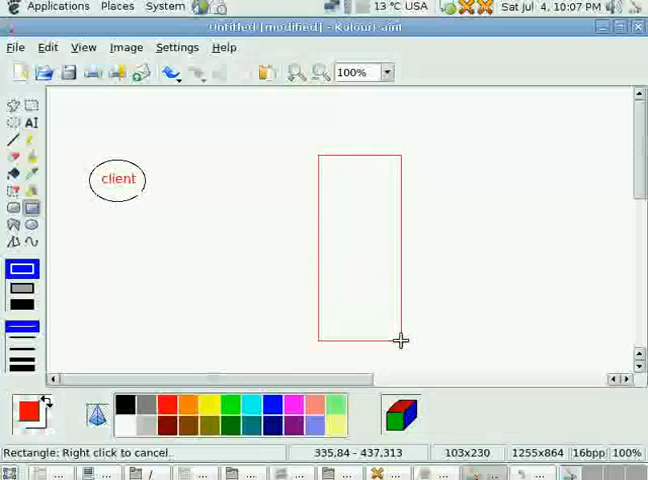 Applications Places System 13 °C USA Sat Jul 4, 10:07 PM
Untitled [modified] - KolourPaint
File Edit View Image Settings Help
100%
AI
client
Rectangle: Right click to cancel. 335,84 - 437,313 103x230 1255x864 16bpp 100%
... ... / ... ... ... ... ... ... ... ...